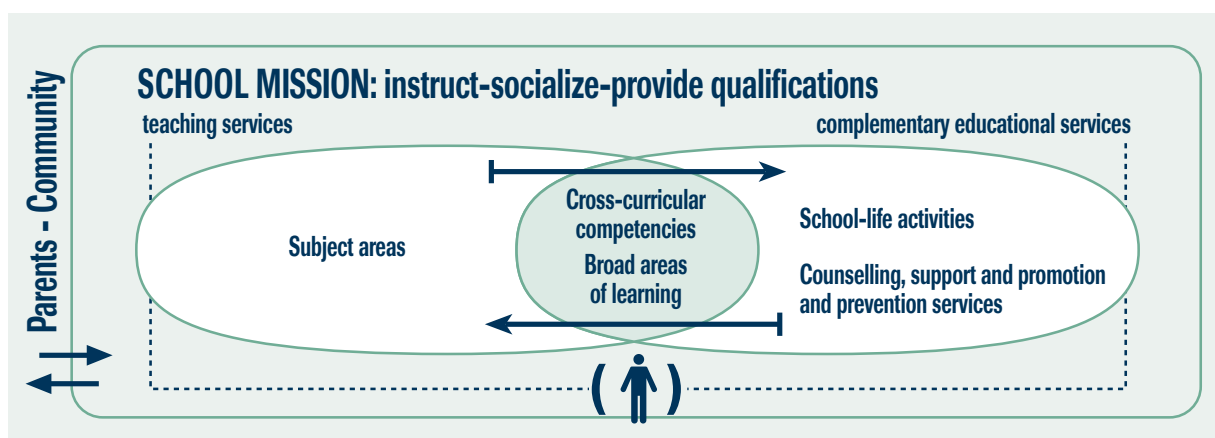 Parents - Community
SCHOOL MISSION: instruct-socialize-provide qualifications
teaching services
complementary educational services
Subject areas
Cross-curricular
competencies
Broad areas
of learning
School-life activities
Counselling, support and promotion
and prevention services